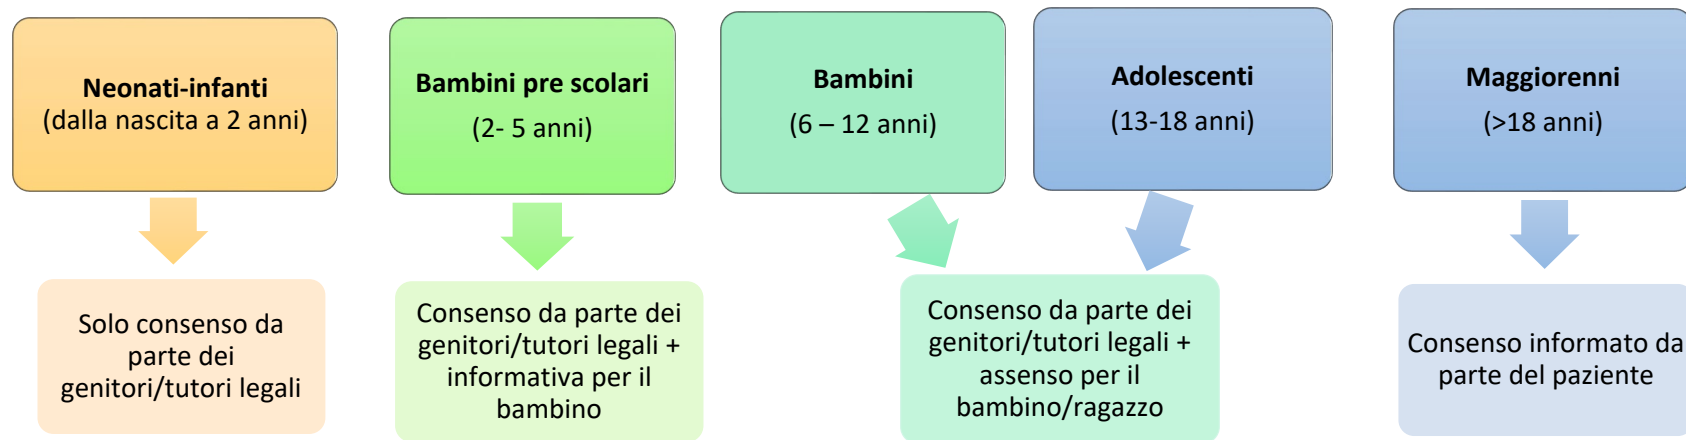 Neonati-infanti
(dalla nascita a 2 anni)
Bambini pre scolari
(2- 5 anni)
Bambini
(6 – 12 anni)
Adolescenti
(13-18 anni)
Maggiorenni
(>18 anni)
Solo consenso da
parte dei
genitori/tutori legali
Consenso da parte dei
genitori/tutori legali +
informativa per il
bambino
Consenso da parte dei
genitori/tutori legali +
assenso per il
bambino/ragazzo
Consenso informato da
parte del paziente